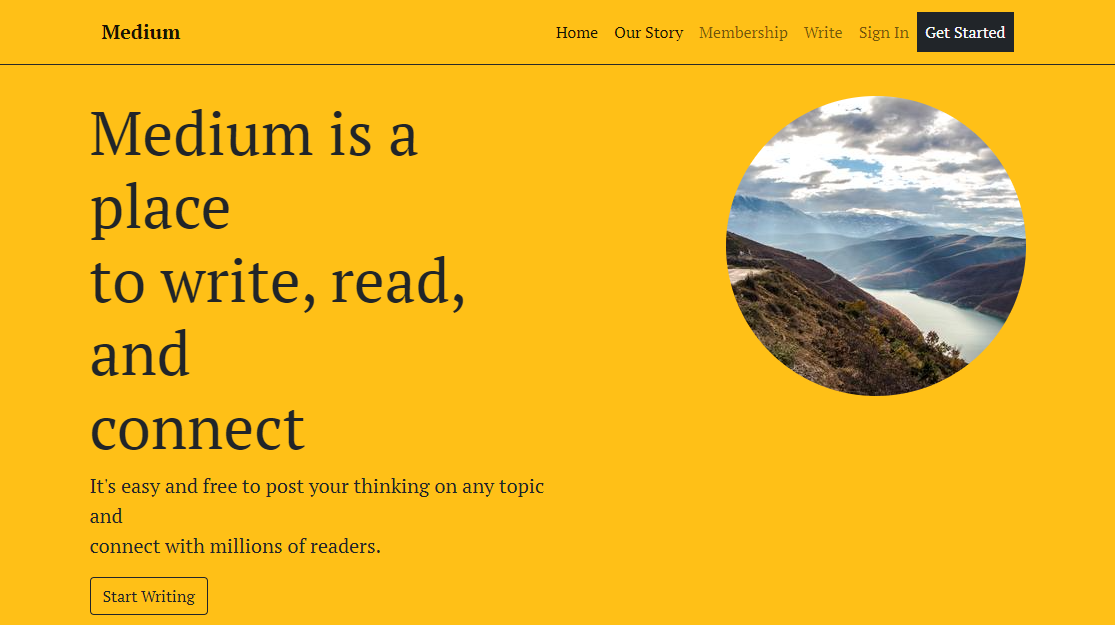 Medium
Home Our Story Membership Write Sign In Get Started
Medium is a
place
to write, read,
and
connect
It's easy and free to post your thinking on any topic
and
connect with millions of readers.
Start Writing